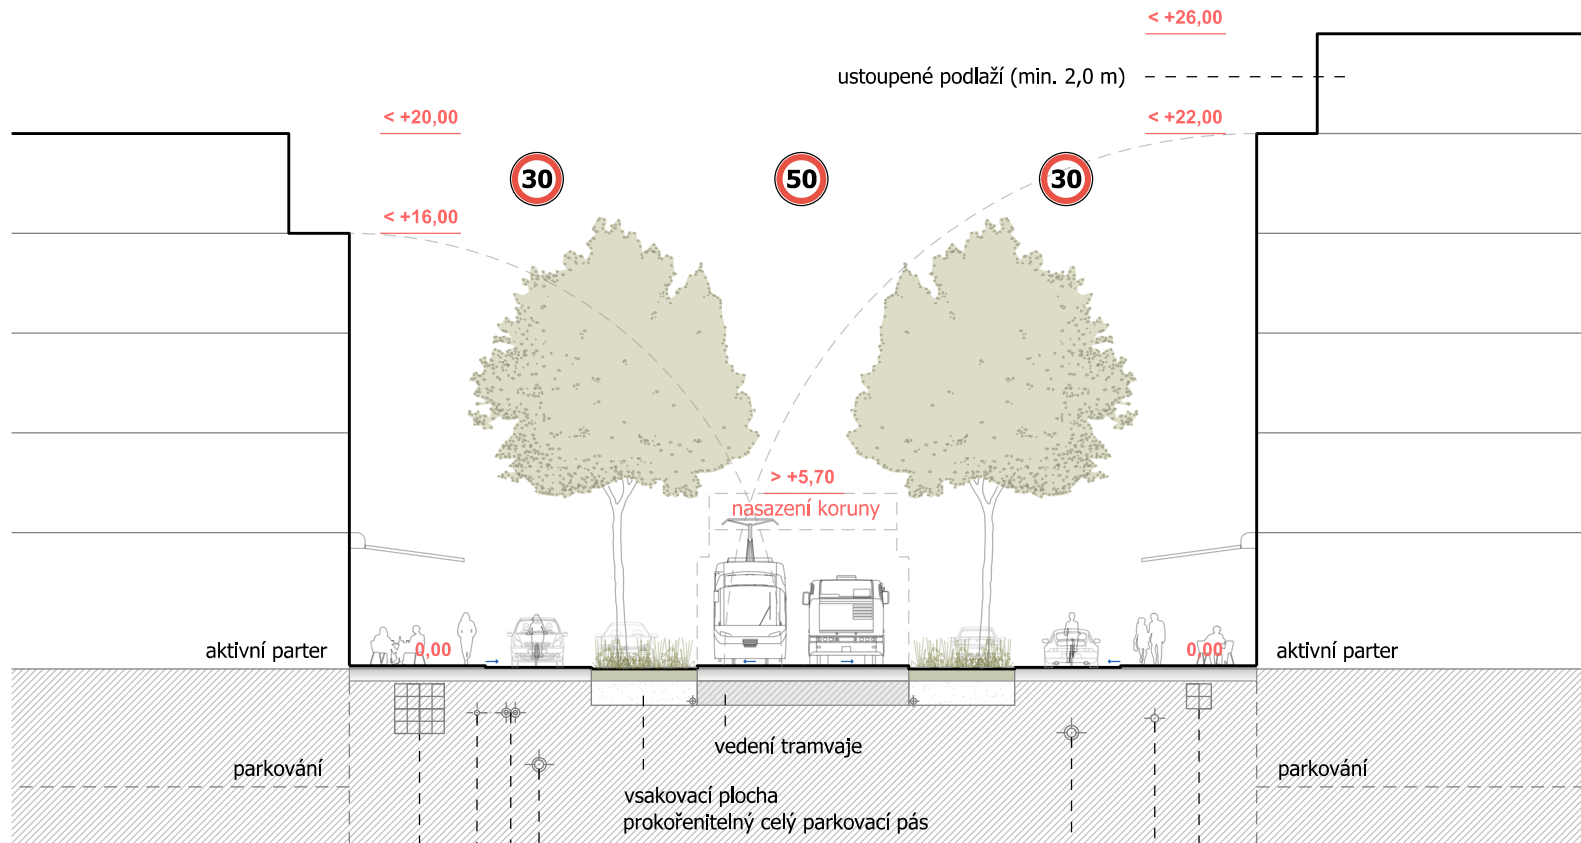 < +26,00
ustoupené podlaží (min. 2,0 m)
< +20,00
< +22,00
30
50
30
< +16,00
> +5,70
nasazení koruny
aktivní parter
0,00
0,00
aktivní parter
vedení tramvaje
parkování
parkování
vsakovací plocha
prokořenitelný celý parkovací pás